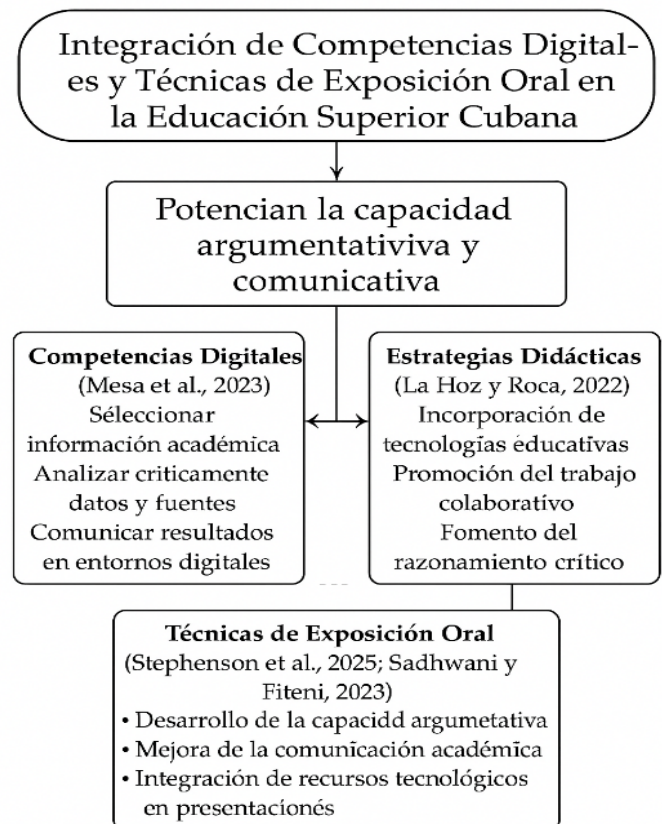 Integración de Competencias Digital-
es y Técnicas de Exposición Oral en
la Educación Superior Cubana
Potencian la capacidad
argumentativiva y
comunicativa
Competencias Digitales
(Mesa et al., 2023)
Séleccionar
información académica
Analizar criticamente
datos y fuentes
Comunicar resultados
en entornos digitales
Estrategias Didácticas
(La Hoz y Roca, 2022)
Incorporación de
tecnologías educativas
Promoción del trabajo
colaborativo
Fomento del
razonamiento crítico
Técnicas de Exposición Oral
(Stephenson et al., 2025; Sadhwani y
Fiteni, 2023)
• Desarrollo de la capacidd argumetativa
• Mejora de la comunicación académica
• Integración de recursos tecnológicos
en presentacíonés